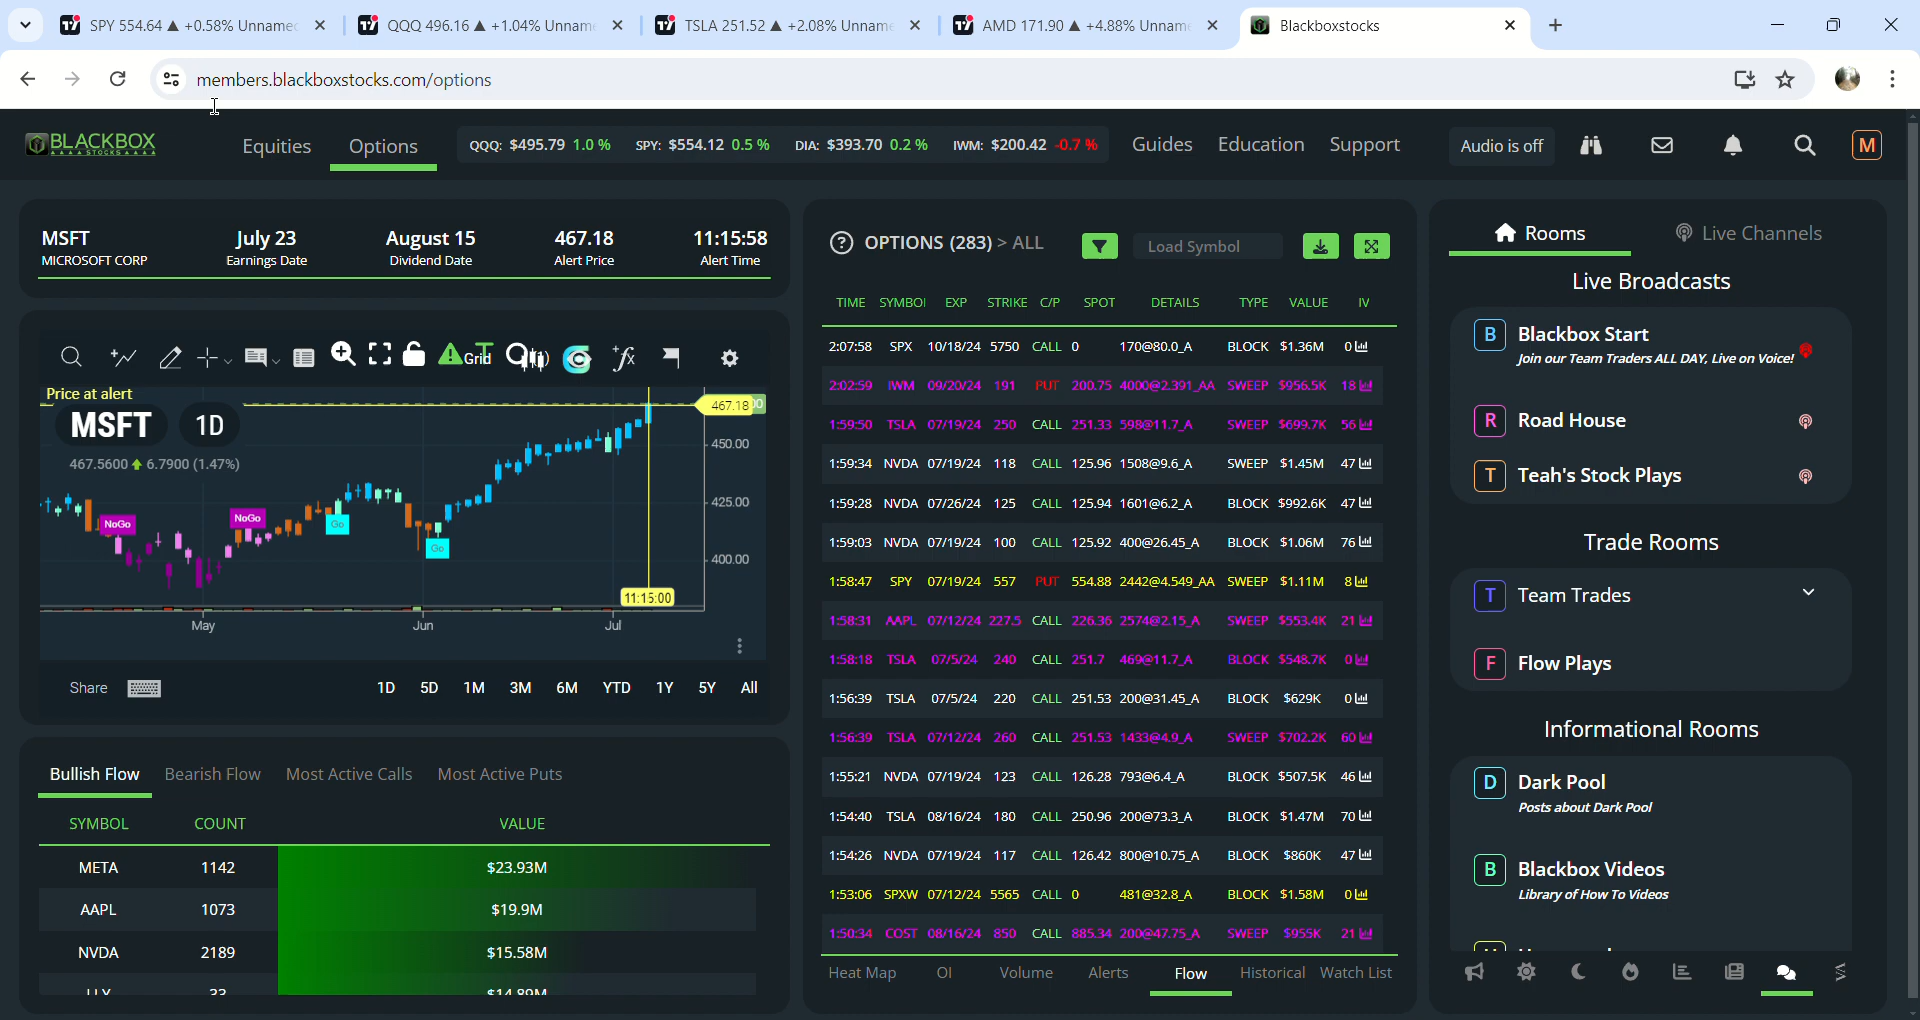 SPY 554.64 ▲ +0.58% Unnamed
QQQ 496.16 ▲ +1.04% Unnam
TSLA 251.52 ▲ +2.08% Unname
AMD 171.90 ▲ +4.88% Unname
Blackboxstocks
members.blackboxstocks.com/options
BLACKBOX
STOCKS
Equities
Options
QQQ: $495.79 1.0 % SPY: $554.12 0.5 % DIA: $393.70 0.2 % IWM: $200.42 -0.7 %
Guides
Education
Support
Audio is off
M
MSFT July 23 August 15 467.18 11:15:58
MICROSOFT CORP Earnings Date Dividend Date Alert Price Alert Time
Grid
Price at alert
467.18
MSFT 1D
467.5600 6.7900 (1.47%)
450.00
425.00
400.00
NoGo
NoGo
Go
Go
11:15:00
May Jun Jul
Share 1D 5D 1M 3M 6M YTD 1Y 5Y All
Bullish Flow Bearish Flow Most Active Calls Most Active Puts
SYMBOL COUNT VALUE
META 1142 $23.93M
AAPL 1073 $19.9M
NVDA 2189 $15.58M
LLY 33 $14.89M
? OPTIONS (283) > ALL Load Symbol
TIME SYMBOL EXP STRIKE C/P SPOT DETAILS TYPE VALUE IV
2:07:58 SPX 10/18/24 5750 CALL 0 170@80.0_A BLOCK $1.36M 0
2:02:59 IWM 09/20/24 191 PUT 200.75 4000@2.391_AA SWEEP $956.5K 18
1:59:50 TSLA 07/19/24 250 CALL 251.33 598@11.7_A SWEEP $699.7K 56
1:59:34 NVDA 07/19/24 118 CALL 125.96 1508@9.6_A SWEEP $1.45M 47
1:59:28 NVDA 07/26/24 125 CALL 125.94 1601@6.2_A BLOCK $992.6K 47
1:59:03 NVDA 07/19/24 100 CALL 125.92 400@26.45_A BLOCK $1.06M 76
1:58:47 SPY 07/19/24 557 PUT 554.88 2442@4.549_AA SWEEP $1.11M 8
1:58:31 AAPL 07/12/24 227.5 CALL 226.36 2574@2.15_A SWEEP $553.4K 21
1:58:18 TSLA 07/5/24 240 CALL 251.7 469@11.7_A BLOCK $548.7K 0
1:56:39 TSLA 07/5/24 220 CALL 251.53 200@31.45_A BLOCK $629K 0
1:56:39 TSLA 07/12/24 260 CALL 251.53 1433@4.9_A SWEEP $702.2K 60
1:55:21 NVDA 07/19/24 123 CALL 126.28 793@6.4_A BLOCK $507.5K 46
1:54:40 TSLA 08/16/24 180 CALL 250.96 200@73.3_A BLOCK $1.47M 70
1:54:26 NVDA 07/19/24 117 CALL 126.42 800@10.75_A BLOCK $860K 47
1:53:06 SPXW 07/12/24 5565 CALL 0 481@32.8_A BLOCK $1.58M 0
1:50:34 COST 08/16/24 850 CALL 885.34 200@47.75_A SWEEP $955K 21
Heat Map OI Volume Alerts Flow Historical Watch List
Rooms Live Channels
Live Broadcasts
B Blackbox Start
Join our Team Traders ALL DAY, Live on Voice!
R Road House
T Teah's Stock Plays
Trade Rooms
T Team Trades
F Flow Plays
Informational Rooms
D Dark Pool
Posts about Dark Pool
B Blackbox Videos
Library of How To Videos